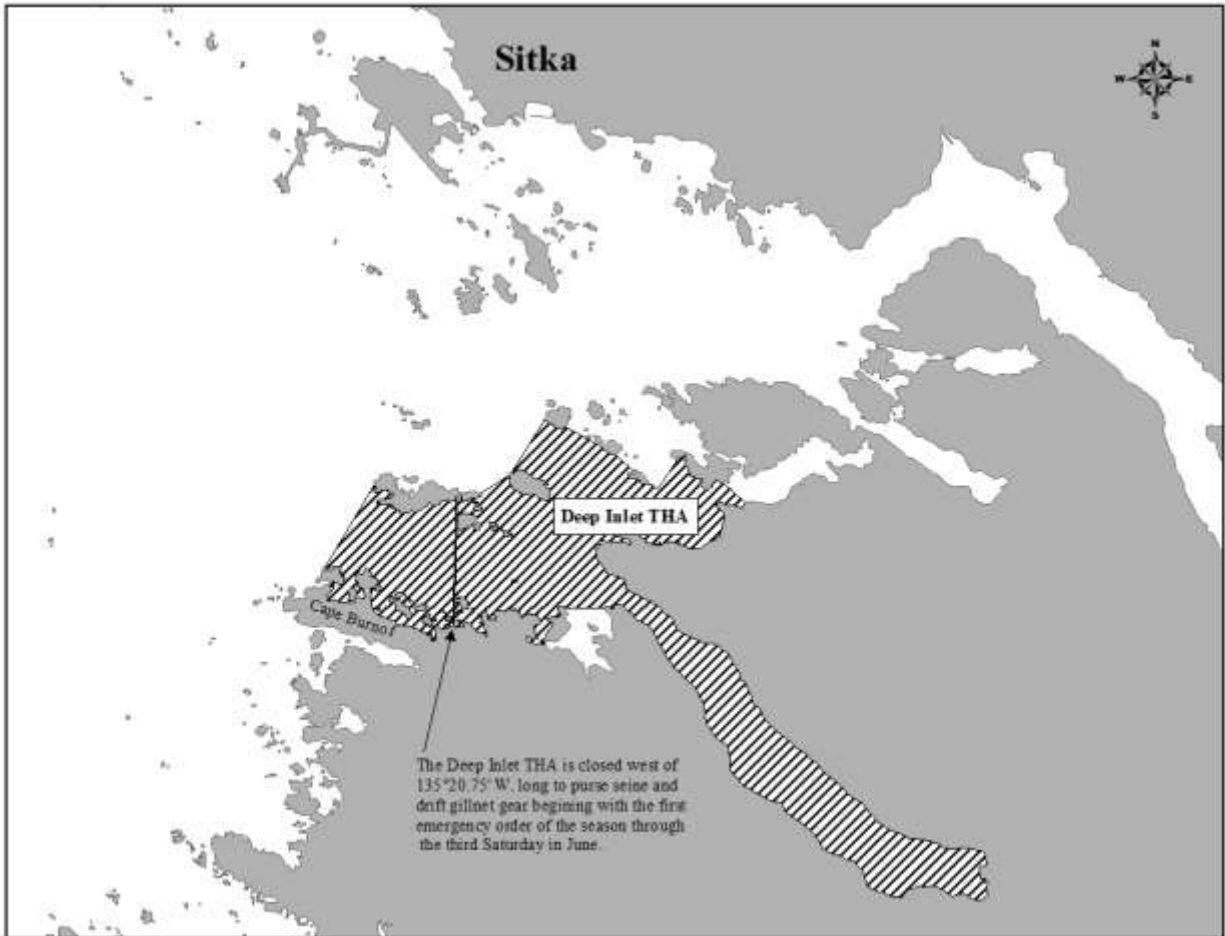 Sitka
N
W E
S
Deep Inlet THA
Cape Burnof
The Deep Inlet THA is closed west of
135°20.75' W. long to purse seine and
drift gillnet gear begining with the first
emergency order of the season through
the third Saturday in June.